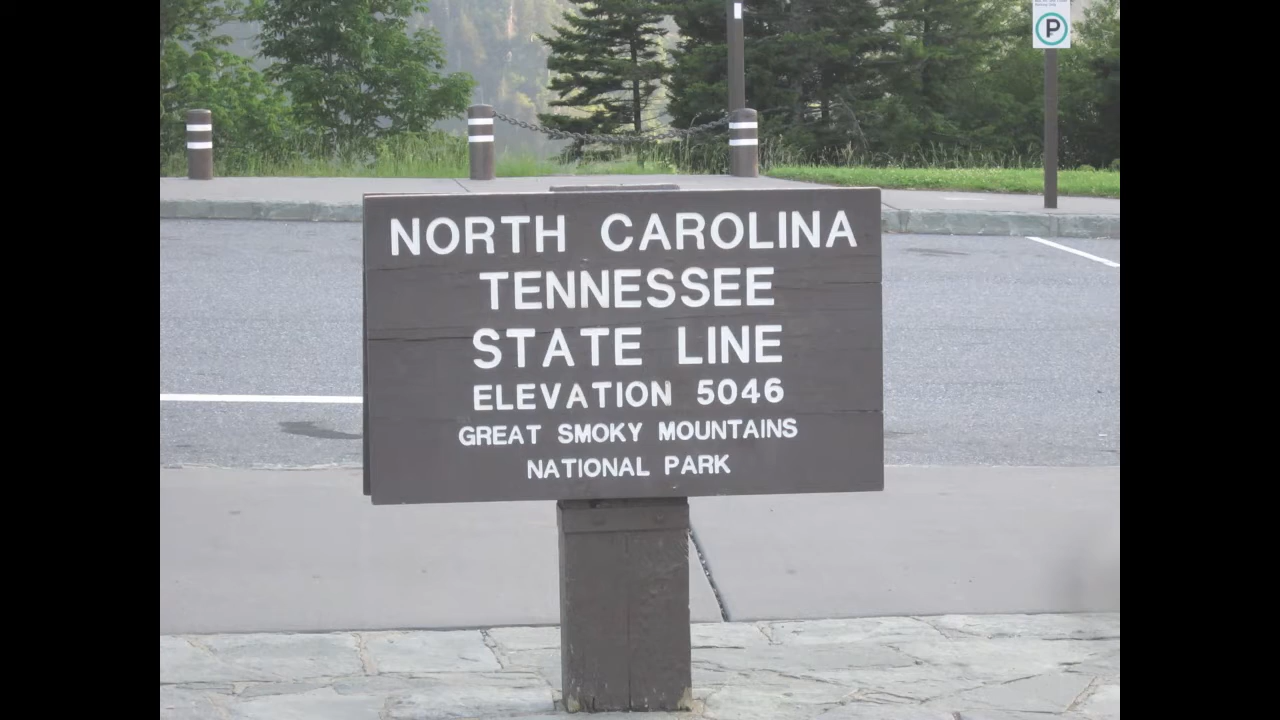 P
NORTH CAROLINA
TENNESSEE
STATE LINE
ELEVATION 5046
GREAT SMOKY MOUNTAINS
NATIONAL PARK